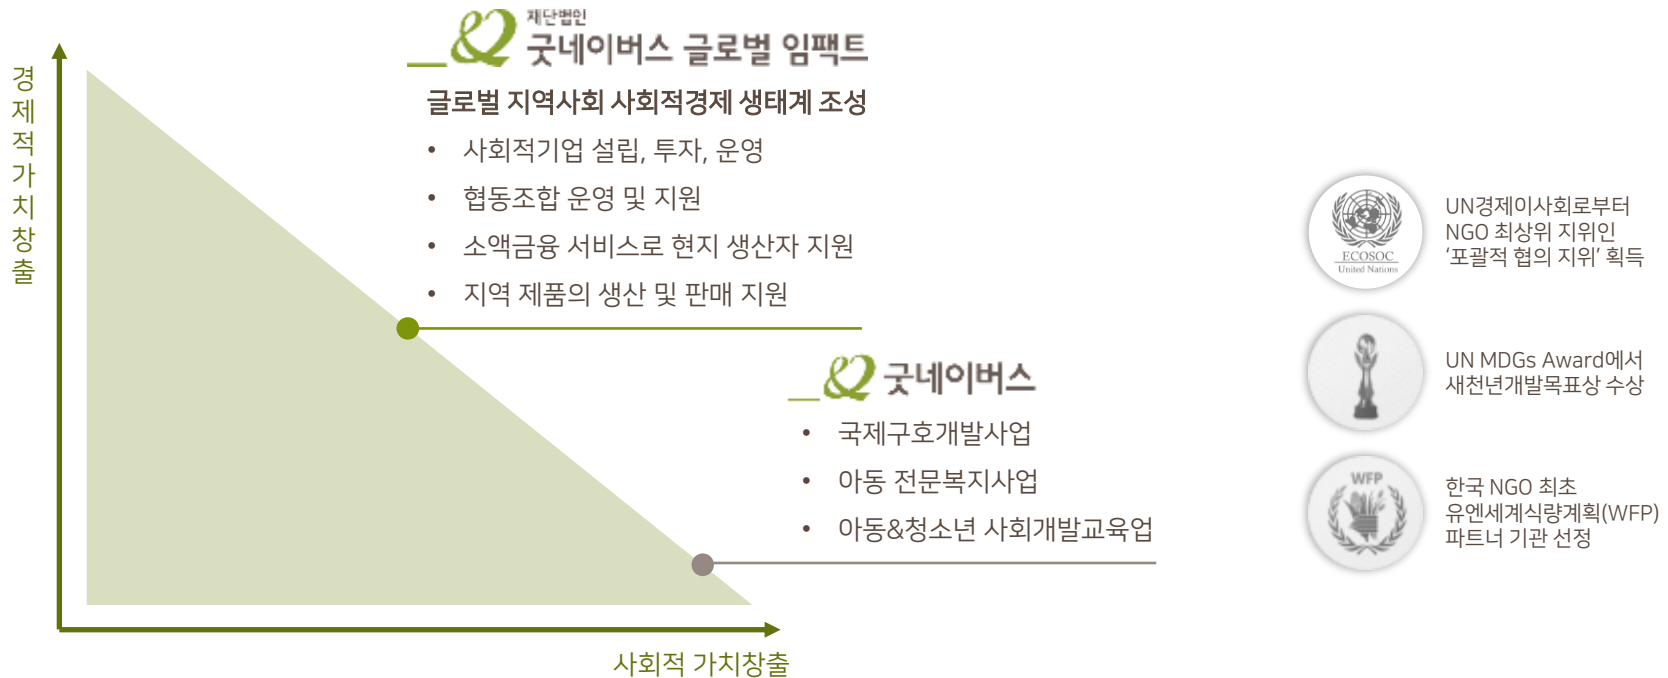 경제적가치창출
재단법인
굿네이버스 글로벌 임팩트
글로벌 지역사회 사회적경제 생태계 조성
• 사회적기업 설립, 투자, 운영
• 협동조합 운영 및 지원
• 소액금융 서비스로 현지 생산자 지원
• 지역 제품의 생산 및 판매 지원
굿네이버스
• 국제구호개발사업
• 아동 전문복지사업
• 아동&청소년 사회개발교육업
사회적 가치창출
ECOSOC
United Nations
UN경제이사회로부터
NGO 최상위 지위인
‘포괄적 협의 지위’ 획득
UN MDGs Award에서
새천년개발목표상 수상
WFP
한국 NGO 최초
유엔세계식량계획(WFP)
파트너 기관 선정